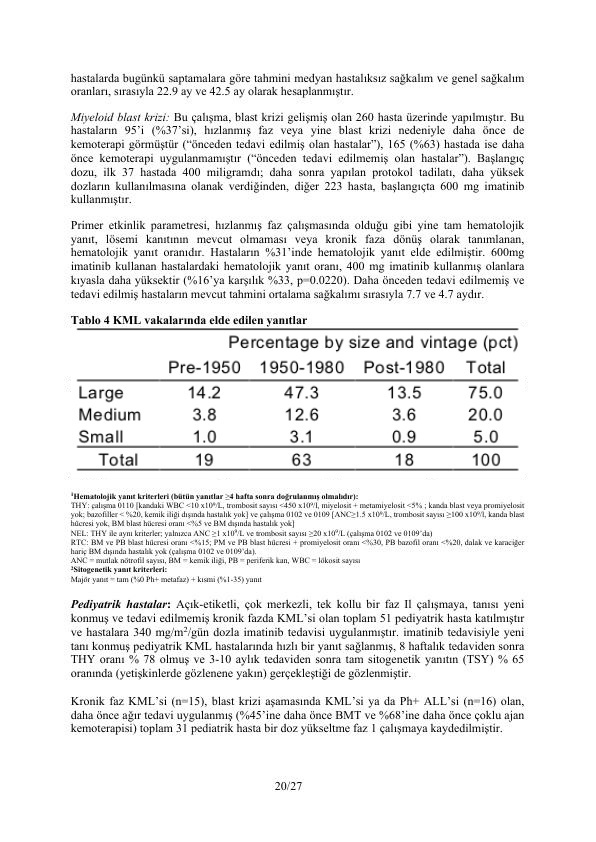 hastalarda bugünkü saptamalara göre tahmini medyan hastalıksız sağkalım ve genel sağkalım
oranları, sırasıyla 22.9 ay ve 42.5 ay olarak hesaplanmıştır.
Miyeloid blast krizi: Bu çalışma, blast krizi gelişmiş olan 260 hasta üzerinde yapılmıştır. Bu
hastaların 95'i (%37'si), hızlanmış faz veya yine blast krizi nedeniyle daha önce de
kemoterapi görmüştür ("önceden tedavi edilmiş olan hastalar"), 165 (%63) hastada ise daha
önce kemoterapi uygulanmamıştır ("önceden tedavi edilmemiş olan hastalar"). Başlangıç
dozu, ilk 37 hastada 400 miligramdı; daha sonra yapılan protokol tadilatı, daha yüksek
dozların kullanılmasına olanak verdiğinden, diğer 223 hasta, başlangıçta 600 mg imatinib
kullanmıştır.
Primer etkinlik parametresi, hızlanmış faz çalışmasında olduğu gibi yine tam hematolojik
yanıt, lösemi kanıtının mevcut olmaması veya kronik faza dönüş olarak tanımlanan,
hematolojik yanıt oranıdır. Hastaların %31'inde hematolojik yanıt elde edilmiştir. 600mg
imatinib kullanan hastalardaki hematolojik yanıt oranı, 400 mg imatinib kullanmış olanlara
kıyasla daha yüksektir (%16'ya karşılık %33, p=0.0220). Daha önceden tedavi edilmemiş ve
tedavi edilmiş hastaların mevcut tahmini ortalama sağkalımı sırasıyla 7.7 ve 4.7 aydır.
Tablo 4 KML vakalarında elde edilen yanıtlar
Percentage by size and vintage (pct)
Pre-1950 1950-1980 Post-1980 Total
Large 14.2 47.3 13.5 75.0
Medium 3.8 12.6 3.6 20.0
Small 1.0 3.1 0.9 5.0
Total 19 63 18 100
¹Hematolojik yanıt kriterleri (bütün yanıtlar ≥4 hafta sonra doğrulanmış olmalıdır):
THY: çalışma 0110 [kandaki WBC <10 x10⁹/L, trombosit sayısı <450 x10⁹/l, miyelosit + metamiyelosit <%5 ; kanda blast veya promiyelosit
yok; bazofiller < %20, kemik iliği dışında hastalık yok] ve çalışma 0102 ve 0109 [ANC≥1.5 x10⁹/L, trombosit sayısı ≥100 x10⁹/l, kanda blast
hücresi yok, BM blast hücresi oranı <%5 ve BM dışında hastalık yok]
NEL: THY ile aynı kriterler; yalnızca ANC ≥1 x10⁹/L ve trombosit sayısı ≥20 x10⁹/L (çalışma 0102 ve 0109'da)
RTC: BM ve PB blast hücresi oranı <%15; PM ve PB blast hücresi + promiyelosit oranı <%30, PB bazofil oranı <%20, dalak ve karaciğer
hariç BM dışında hastalık yok (çalışma 0102 ve 0109'da).
ANC = mutlak nötrofil sayısı, BM = kemik iliği, PB = periferik kan, WBC = lökosit sayısı
²Sitogenetik yanıt kriterleri:
Majör yanıt = tam (%0 Ph+ metafaz) + kısmi (%1-35) yanıt
Pediyatrik hastalar: Açık-etiketli, çok merkezli, tek kollu bir faz Il çalışmaya, tanısı yeni
konmuş ve tedavi edilmemiş kronik fazda KML'si olan toplam 51 pediyatrik hasta katılmıştır
ve hastalara 340 mg/m²/gün dozla imatinib tedavisi uygulanmıştır. imatinib tedavisiyle yeni
tanı konmuş pediyatrik KML hastalarında hızlı bir yanıt sağlanmış, 8 haftalık tedaviden sonra
THY oranı % 78 olmuş ve 3-10 aylık tedaviden sonra tam sitogenetik yanıtın (TSY) % 65
oranında (yetişkinlerde gözlenene yakın) gerçekleştiği de gözlenmiştir.
Kronik faz KML'si (n=15), blast krizi aşamasında KML'si ya da Ph+ ALL'si (n=16) olan,
daha önce ağır tedavi uygulanmış (%45'ine daha önce BMT ve %68'ine daha önce çoklu ajan
kemoterapisi) toplam 31 pediatrik hasta bir doz yükseltme faz 1 çalışmaya kaydedilmiştir.
20/27